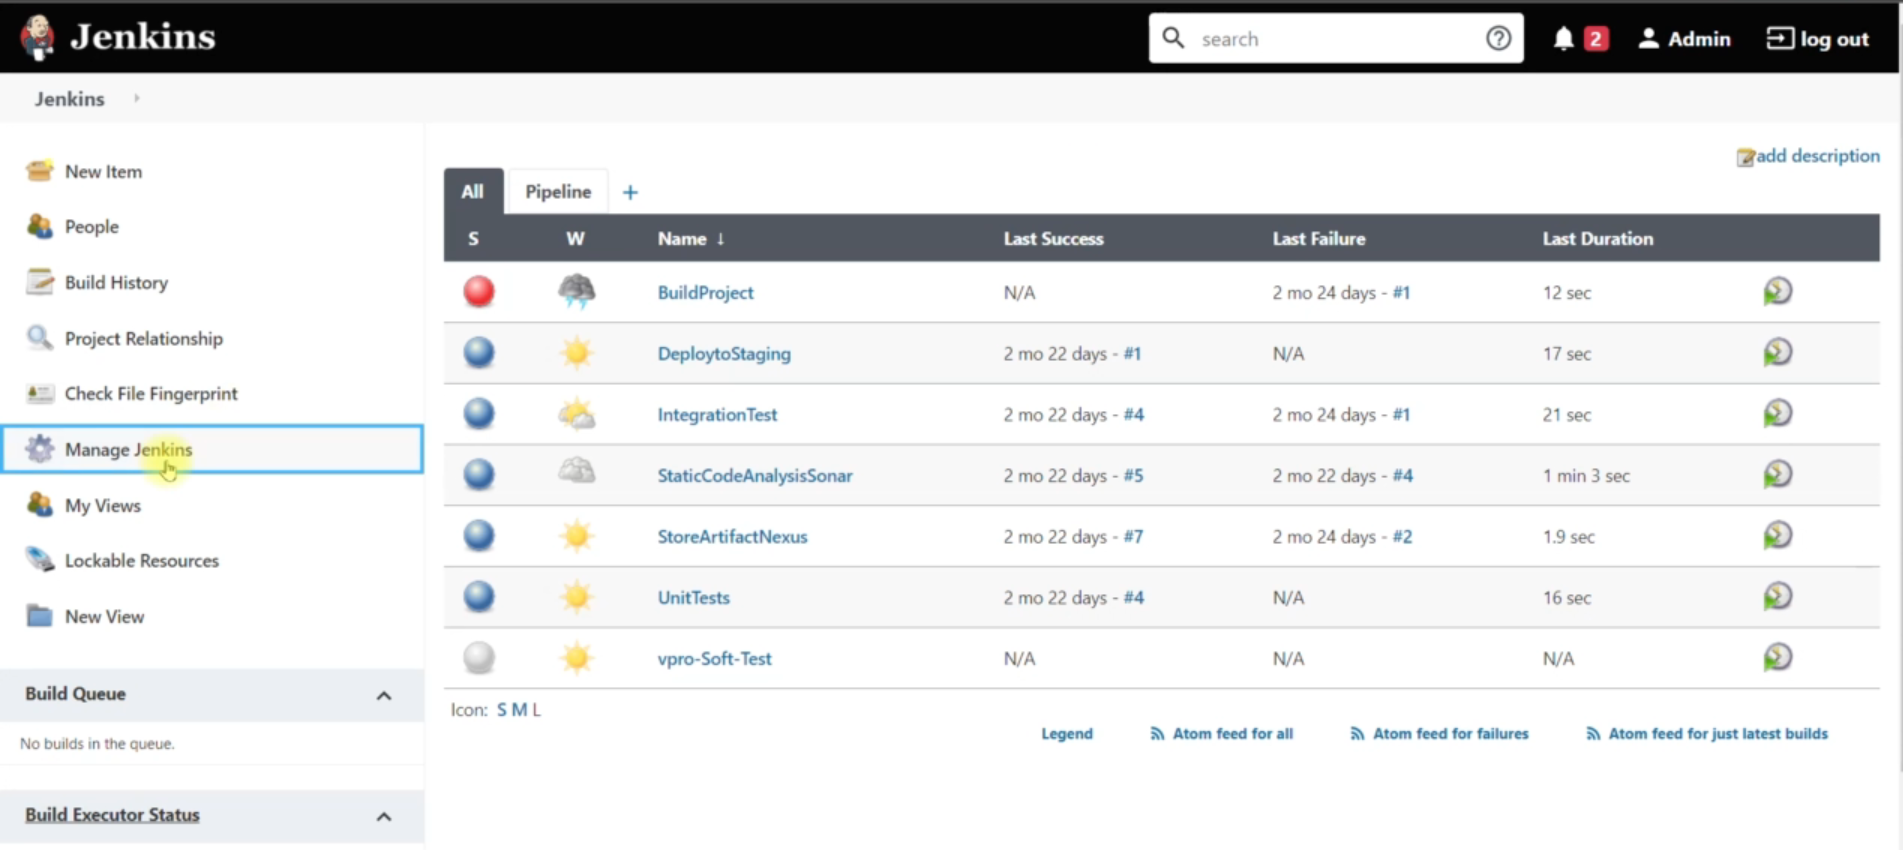 Jenkins
search
2
Admin
log out
Jenkins
New Item
People
Build History
Project Relationship
Check File Fingerprint
Manage Jenkins
My Views
Lockable Resources
New View
Build Queue
No builds in the queue.
Build Executor Status
add description
All Pipeline +
S W Name ↓ Last Success Last Failure Last Duration
BuildProject N/A 2 mo 24 days - #1 12 sec
DeploytoStaging 2 mo 22 days - #1 N/A 17 sec
IntegrationTest 2 mo 22 days - #4 2 mo 24 days - #1 21 sec
StaticCodeAnalysisSonar 2 mo 22 days - #5 2 mo 22 days - #4 1 min 3 sec
StoreArtifactNexus 2 mo 22 days - #7 2 mo 24 days - #2 1.9 sec
UnitTests 2 mo 22 days - #4 N/A 16 sec
vpro-Soft-Test N/A N/A N/A
Icon: S M L
Legend Atom feed for all Atom feed for failures Atom feed for just latest builds